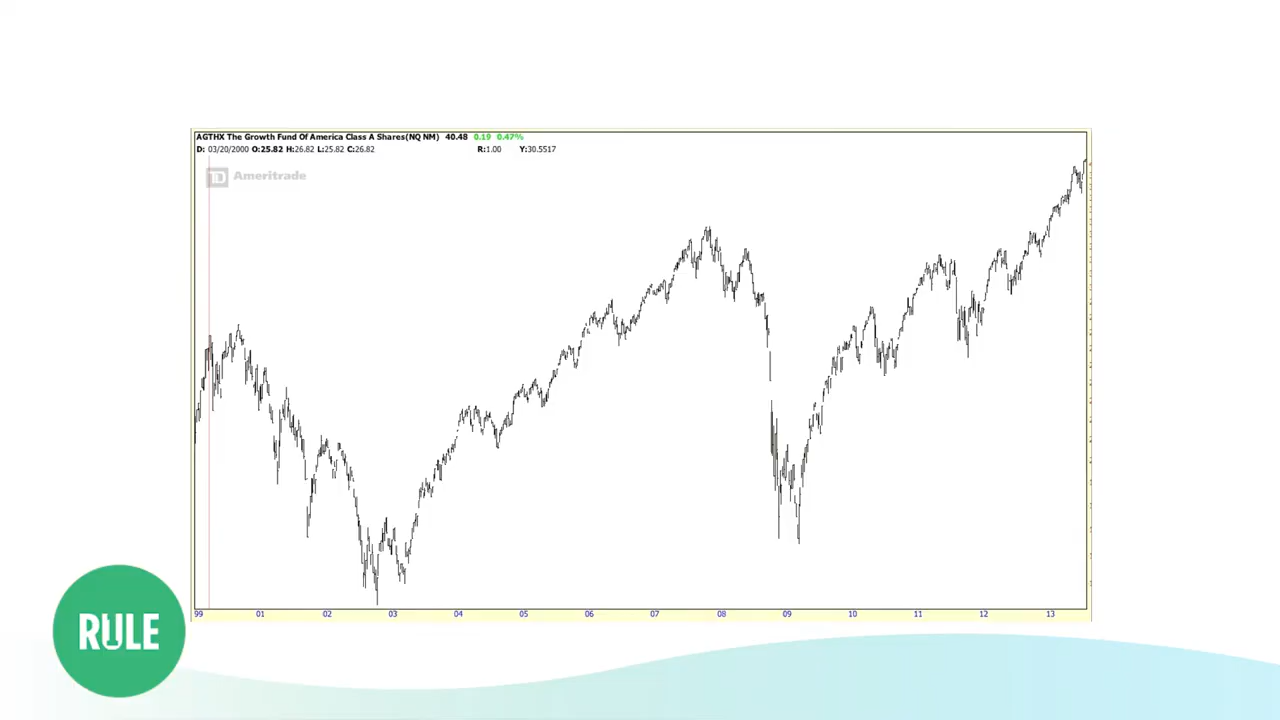 AGTHX The Growth Fund Of America Class A Shares(NQ NM) 40.48 0.19 0.47%
D: 03/20/2000 O:25.82 H:26.82 L:25.82 C:26.82 R:1.00 Y:30.5517
TD Ameritrade
99 01 02 03 04 05 06 07 08 09 10 11 12 13
RULE